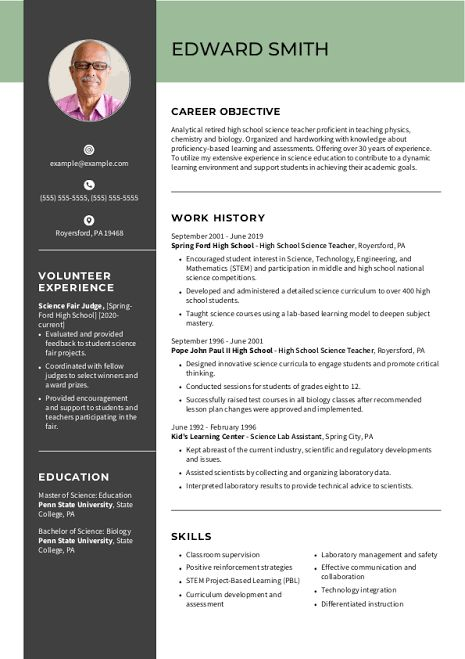 EDWARD SMITH
example@example.com
(555) 555-5555, (555) 555-5555
Royersford, PA 19468
VOLUNTEER
EXPERIENCE
Science Fair Judge, [Spring-
Ford High School] [2020-
current]
• Evaluated and provided
feedback to student science
fair projects.
• Coordinated with fellow
judges to select winners and
award prizes.
• Provided encouragement
and support to students and
teachers participating in the
fair.
EDUCATION
Master of Science: Education
Penn State University, State
College, PA
Bachelor of Science: Biology
Penn State University, State
College, PA
CAREER OBJECTIVE
Analytical retired high school science teacher proficient in teaching physics,
chemistry and biology. Organized and hardworking with knowledge about
proficiency-based learning and assessments. Offering over 30 years of experience.
To utilize my extensive experience in science education to contribute to a dynamic
learning environment and support students in achieving their academic goals.
WORK HISTORY
September 2001 - June 2019
Spring Ford High School - High School Science Teacher, Royersford, PA
• Encouraged student interest in Science, Technology, Engineering, and
Mathematics (STEM) and participation in middle and high school national
science competitions.
• Developed and administered a detailed science curriculum to over 400 high
school students.
• Taught science courses using a lab-based learning model to deepen subject
mastery.
September 1996 - June 2001
Pope John Paul II High School - High School Science Teacher, Royersford, PA
• Designed innovative science curricula to engage students and promote critical
thinking.
• Conducted sessions for students of grades eight to 12.
• Successfully raised test courses in all biology classes after recommended
lesson plan changes were approved and implemented.
June 1992 - February 1996
Kid's Learning Center - Science Lab Assistant, Spring City, PA
• Kept abreast of the current industry, scientific and regulatory developments
and issues.
• Assisted scientists by collecting and organizing laboratory data.
• Interpreted laboratory results to provide technical advice to scientists.
SKILLS
• Classroom supervision
• Positive reinforcement strategies
• STEM Project-Based Learning (PBL)
• Curriculum development and
assessment
• Laboratory management and safety
• Effective communication and
collaboration
• Technology integration
• Differentiated instruction